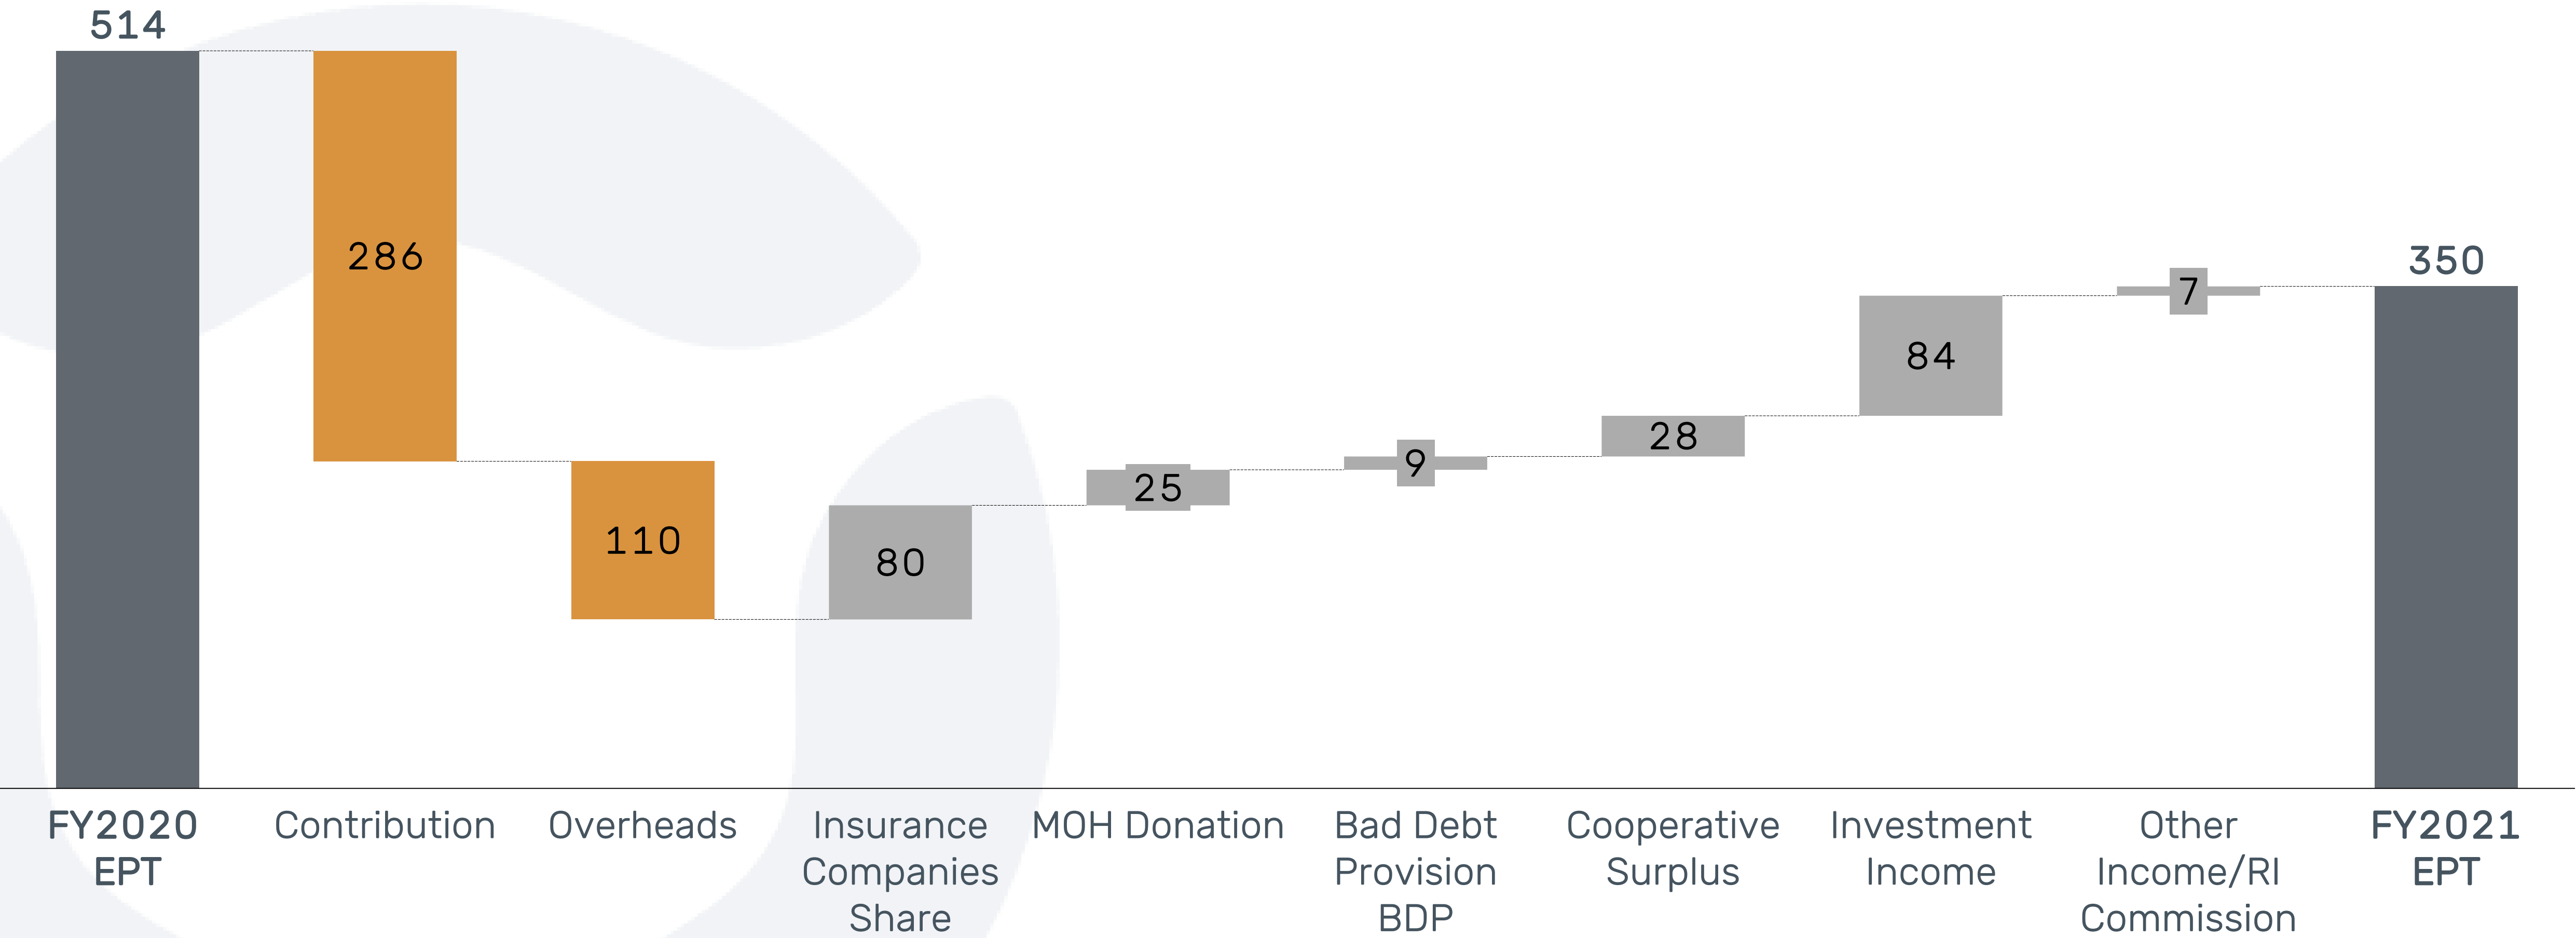 514
286
110
80
25
9
28
84
7
350
FY2020
EPT
Contribution
Overheads
Insurance
Companies
Share
MOH Donation
Bad Debt
Provision
BDP
Cooperative
Surplus
Investment
Income
Other
Income/RI
Commission
FY2021
EPT